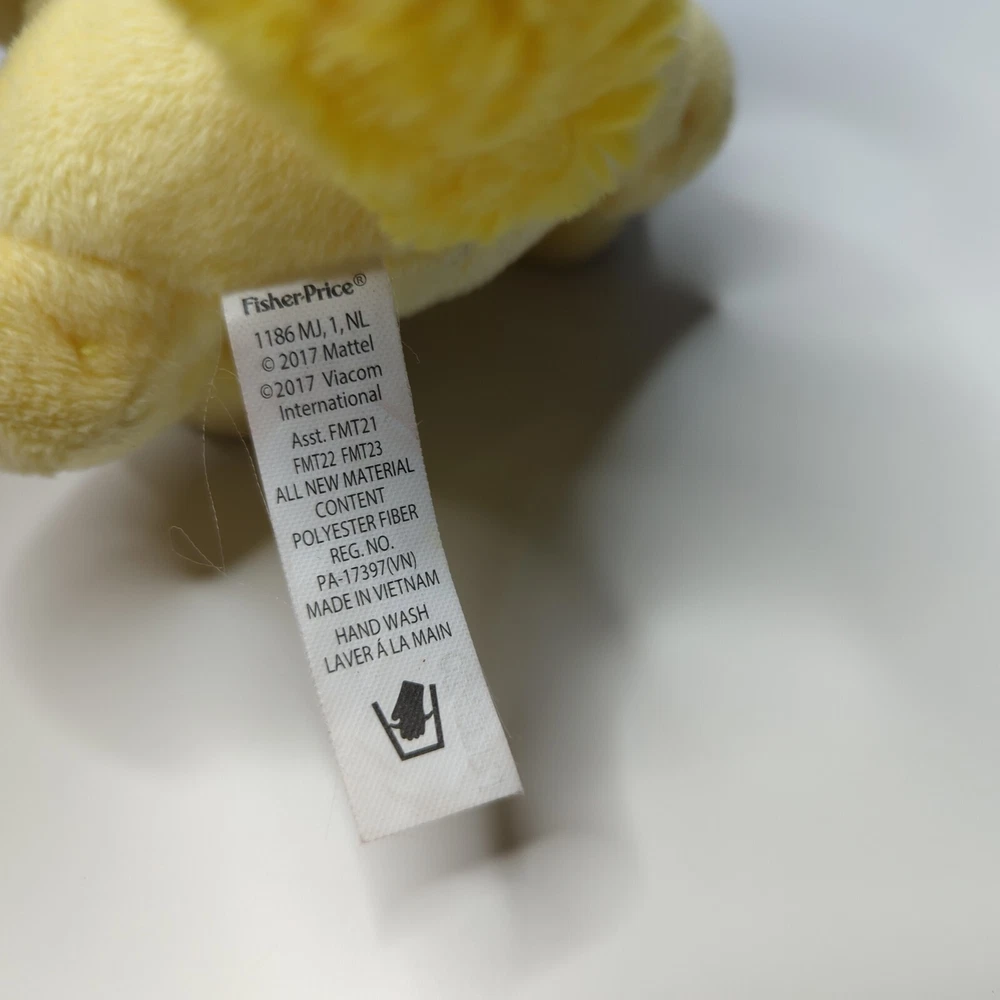 Fisher-Price®
1186 MJ, 1, NL
© 2017 Mattel
©2017 Viacom
International
Asst. FMT21
FMT22 FMT23
ALL NEW MATERIAL
CONTENT
POLYESTER FIBER
REG. NO.
PA-17397(VN)
MADE IN VIETNAM
HAND WASH
LAVER Á LA MAIN